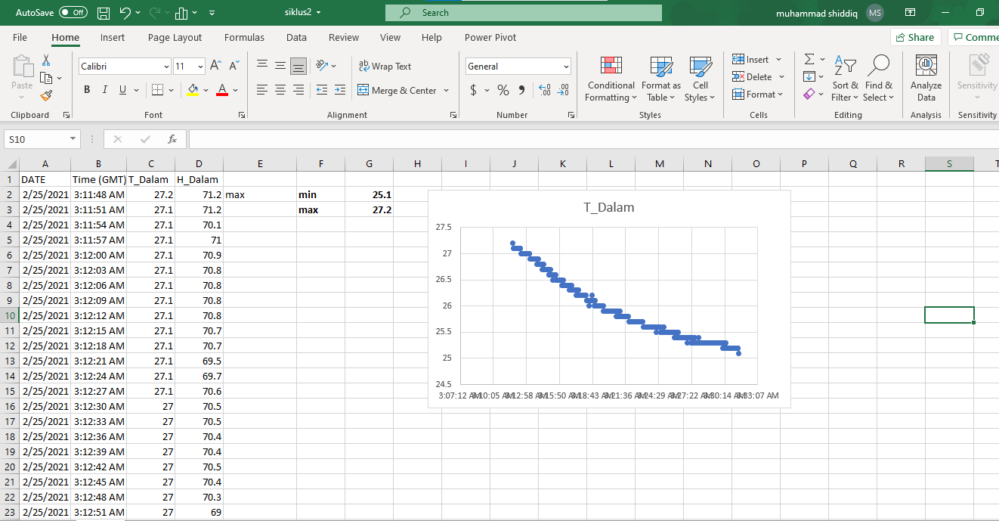 AutoSave Off siklus2 Search muhammad shiddiq MS
File Home Insert Page Layout Formulas Data Review View Help Power Pivot Share Comme
Paste Calibri 11 A^ A˅ ab Wrap Text General Conditional Formatting Format as Table Cell Styles Insert Delete Format Sort & Filter Find & Select Analyze Data Sensitivity
B I U A Merge & Center $ % 9
Clipboard Font Alignment Number Styles Cells Editing Analysis Sensitivity
S10 fx
A B C D E F G H I J K L M N O P Q R S T
1 DATE Time (GMT) T_Dalam H_Dalam
2 2/25/2021 3:11:48 AM 27.2 71.2 max min 25.1
3 2/25/2021 3:11:51 AM 27.1 71.2 max 27.2
4 2/25/2021 3:11:54 AM 27.1 70.1
5 2/25/2021 3:11:57 AM 27.1 71
6 2/25/2021 3:12:00 AM 27.1 70.9
7 2/25/2021 3:12:03 AM 27.1 70.8
8 2/25/2021 3:12:06 AM 27.1 70.8
9 2/25/2021 3:12:09 AM 27.1 70.8
10 2/25/2021 3:12:12 AM 27.1 70.8
11 2/25/2021 3:12:15 AM 27.1 70.7
12 2/25/2021 3:12:18 AM 27.1 70.7
13 2/25/2021 3:12:21 AM 27.1 69.5
14 2/25/2021 3:12:24 AM 27.1 69.7
15 2/25/2021 3:12:27 AM 27.1 70.6
16 2/25/2021 3:12:30 AM 27 70.5
17 2/25/2021 3:12:33 AM 27 70.5
18 2/25/2021 3:12:36 AM 27 70.4
19 2/25/2021 3:12:39 AM 27 70.4
20 2/25/2021 3:12:42 AM 27 70.5
21 2/25/2021 3:12:45 AM 27 70.4
22 2/25/2021 3:12:48 AM 27 70.3
23 2/25/2021 3:12:51 AM 27 69
T_Dalam
27.5
27
26.5
26
25.5
25
24.5
3:07:12 AM 3:10:05 AM 3:12:58 AM 3:15:50 AM 3:18:43 AM 3:21:36 AM 3:24:29 AM 3:27:22 AM 3:30:14 AM 3:33:07 AM